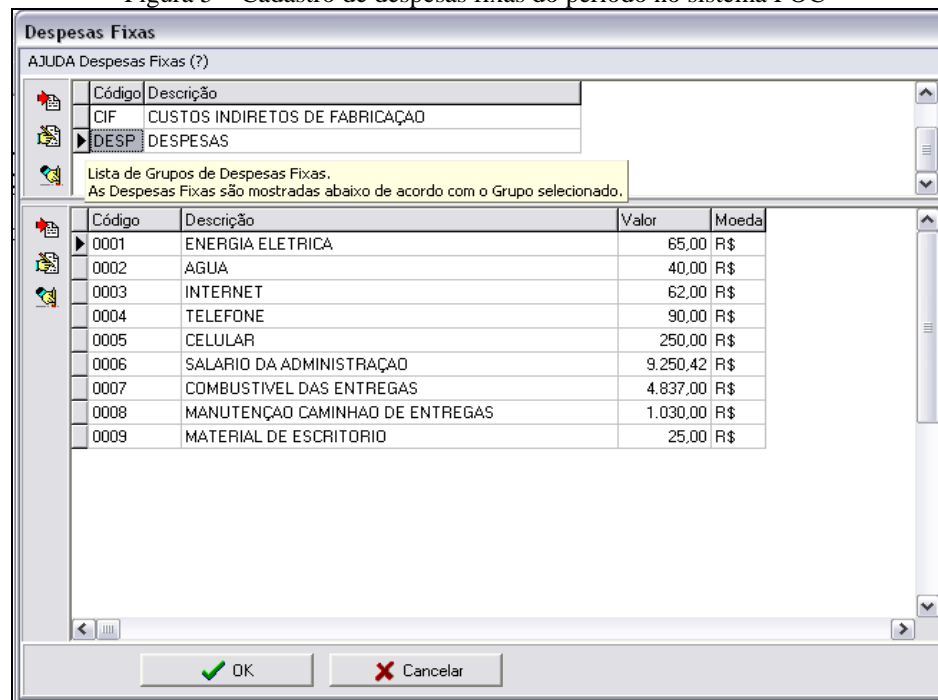 Figura 5 – Cadastro de despesas fixas do período no sistema FOC
Despesas Fixas
AJUDA Despesas Fixas (?)
Código Descrição
CIF CUSTOS INDIRETOS DE FABRICAÇAO
DESP DESPESAS
Lista de Grupos de Despesas Fixas.
As Despesas Fixas são mostradas abaixo de acordo com o Grupo selecionado.
Código Descrição Valor Moeda
0001 ENERGIA ELETRICA 65,00 R$
0002 AGUA 40,00 R$
0003 INTERNET 62,00 R$
0004 TELEFONE 90,00 R$
0005 CELULAR 250,00 R$
0006 SALARIO DA ADMINISTRAÇAO 9.250,42 R$
0007 COMBUSTIVEL DAS ENTREGAS 4.837,00 R$
0008 MANUTENÇAO CAMINHAO DE ENTREGAS 1.030,00 R$
0009 MATERIAL DE ESCRITORIO 25,00 R$
OK Cancelar